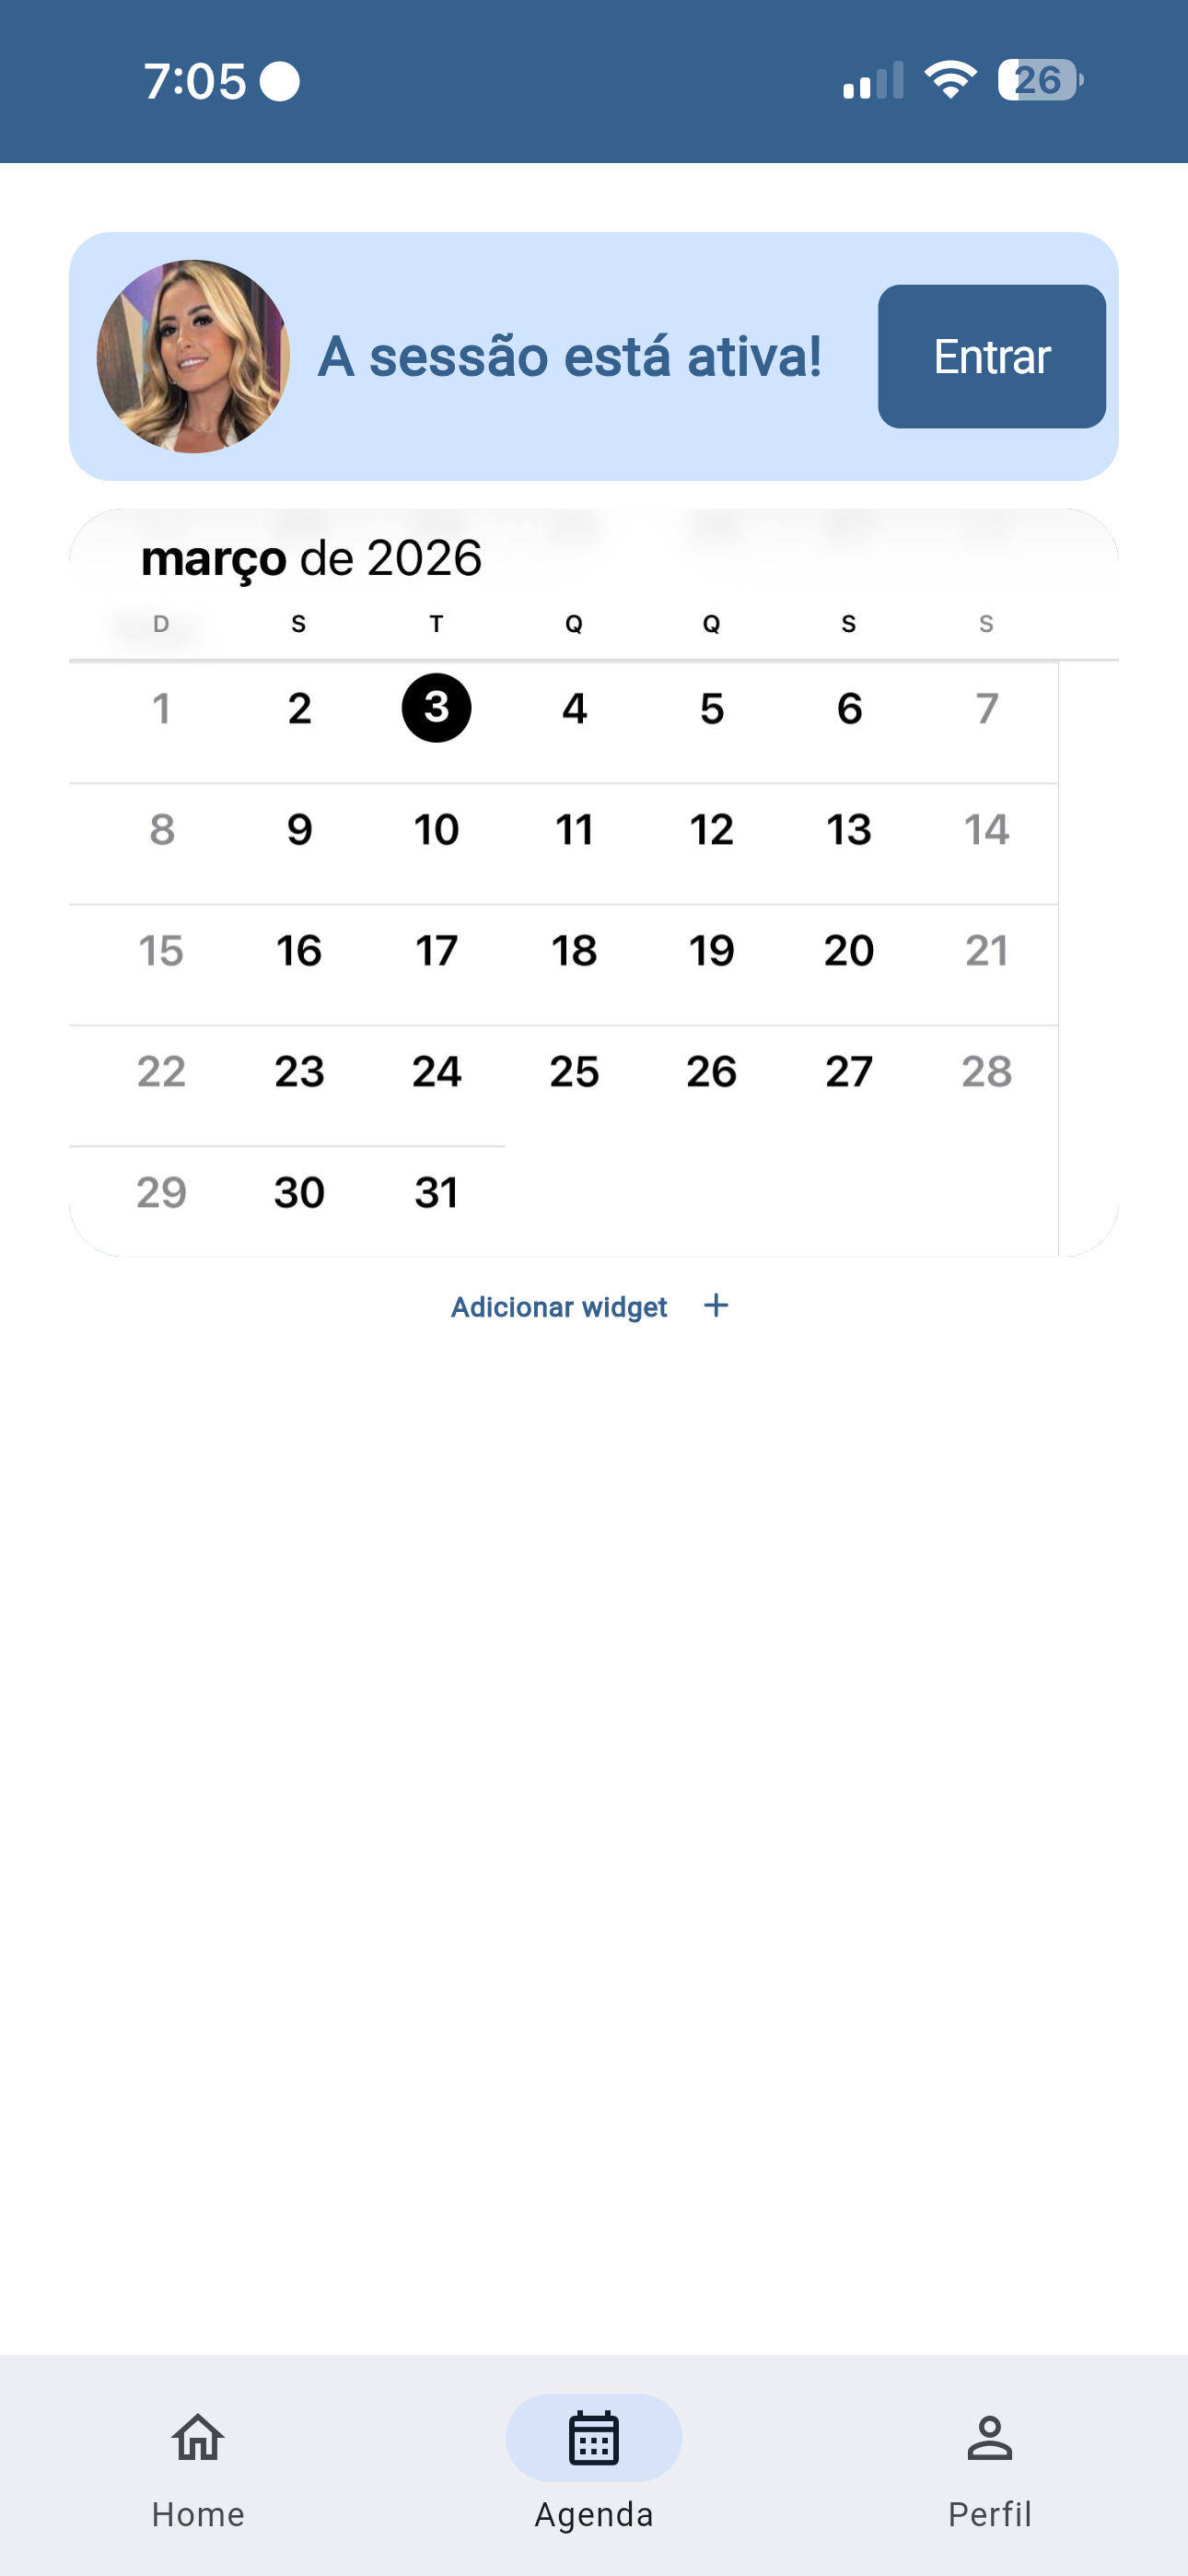 7:05
26
A sessão está ativa!
Entrar
março de 2026
D S T Q Q S S
1 2 3 4 5 6 7
8 9 10 11 12 13 14
15 16 17 18 19 20 21
22 23 24 25 26 27 28
29 30 31
Adicionar widget +
Home Agenda Perfil